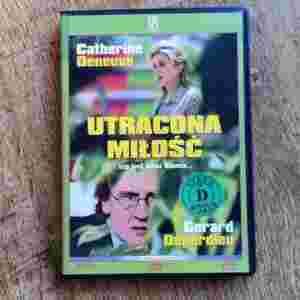 Catherine
Deneuve
UTRACONA
MIŁOŚĆ
D
Gerard
Depardieu